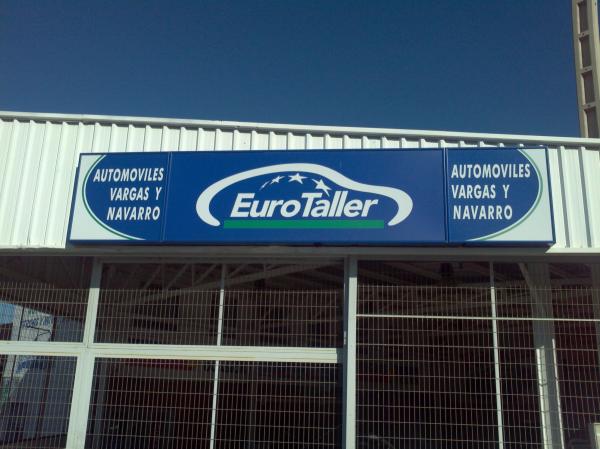 AUTOMOVILES
VARGAS Y
NAVARRO
EuroTaller
AUTOMOVILES
VARGAS Y
NAVARRO